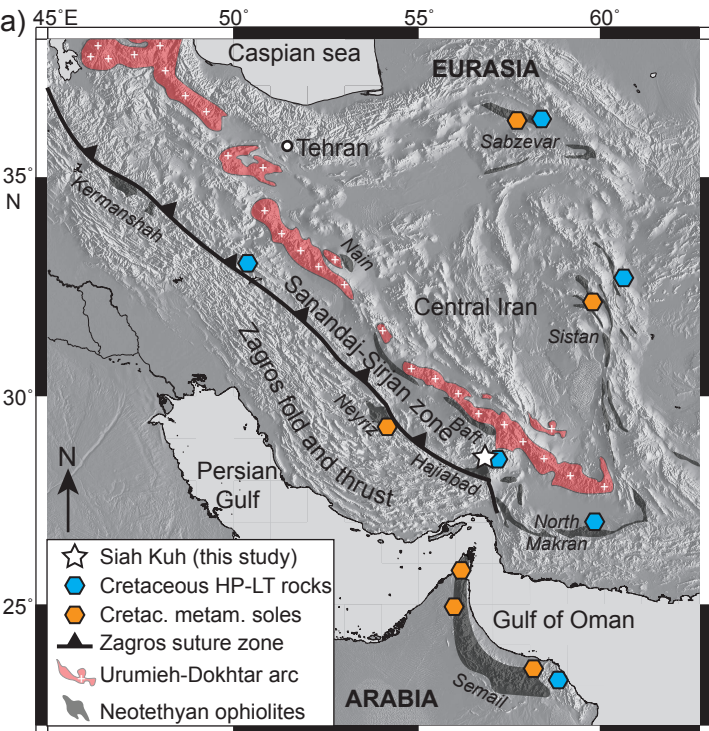 a)
45˚E
50˚
55˚
60˚
Caspian sea
EURASIA
Tehran
Sabzevar
35˚
N
Kermanshah
Nain
Sanandaj-Sirjan zone
Central Iran
Sistan
Zagros fold and thrust
30˚
Neyriz
Baft
Hajiabad
N
Persian
Gulf
North
Makran
Siah Kuh (this study)
Cretaceous HP-LT rocks
Cretac. metam. soles
Zagros suture zone
Urumieh-Dokhtar arc
Neotethyan ophiolites
25˚
Gulf of Oman
Semail
ARABIA